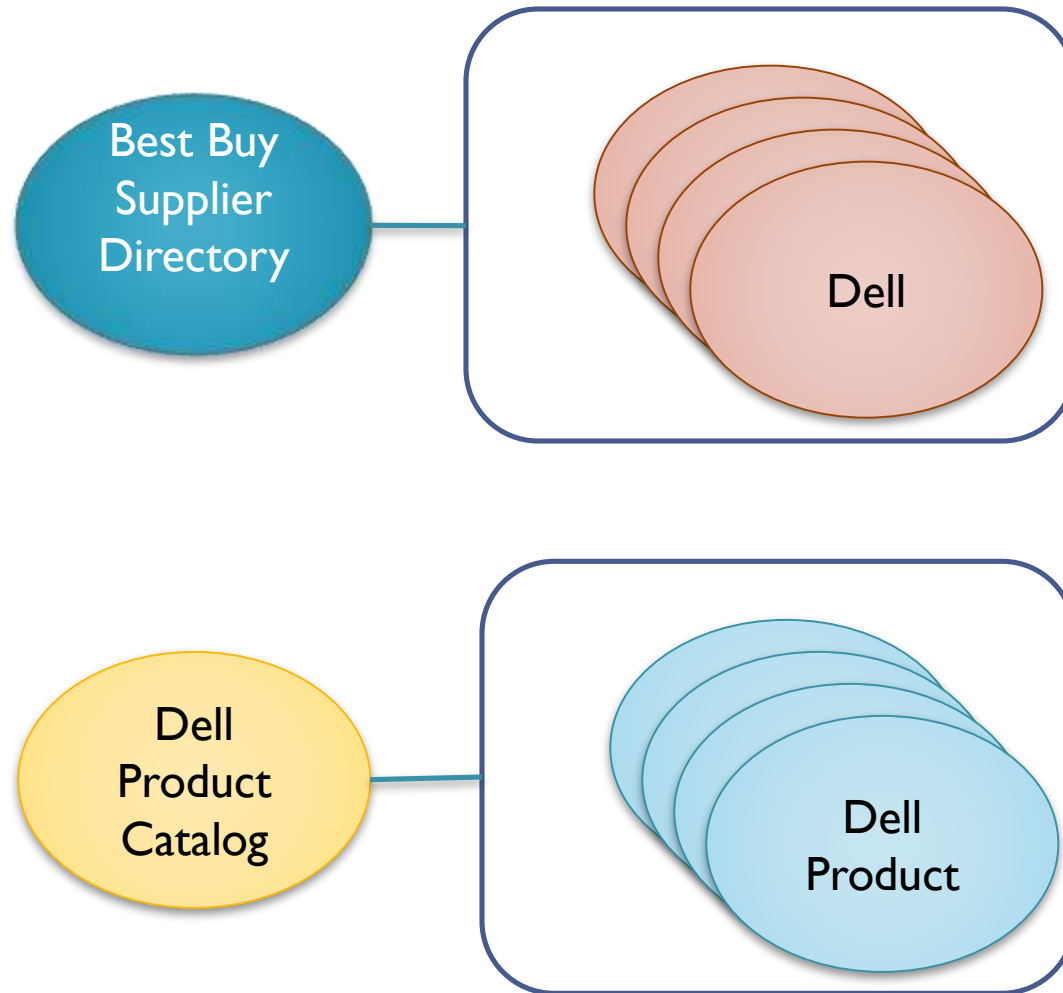 Best Buy
Supplier
Directory
Dell
Dell
Product
Catalog
Dell
Product